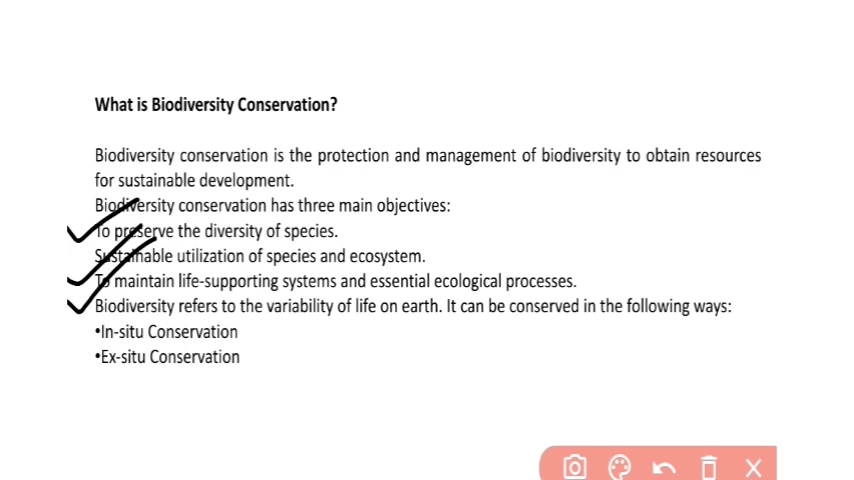 What is Biodiversity Conservation?
Biodiversity conservation is the protection and management of biodiversity to obtain resources
for sustainable development.
Biodiversity conservation has three main objectives:
To preserve the diversity of species.
Sustainable utilization of species and ecosystem.
To maintain life-supporting systems and essential ecological processes.
Biodiversity refers to the variability of life on earth. It can be conserved in the following ways:
•In-situ Conservation
•Ex-situ Conservation